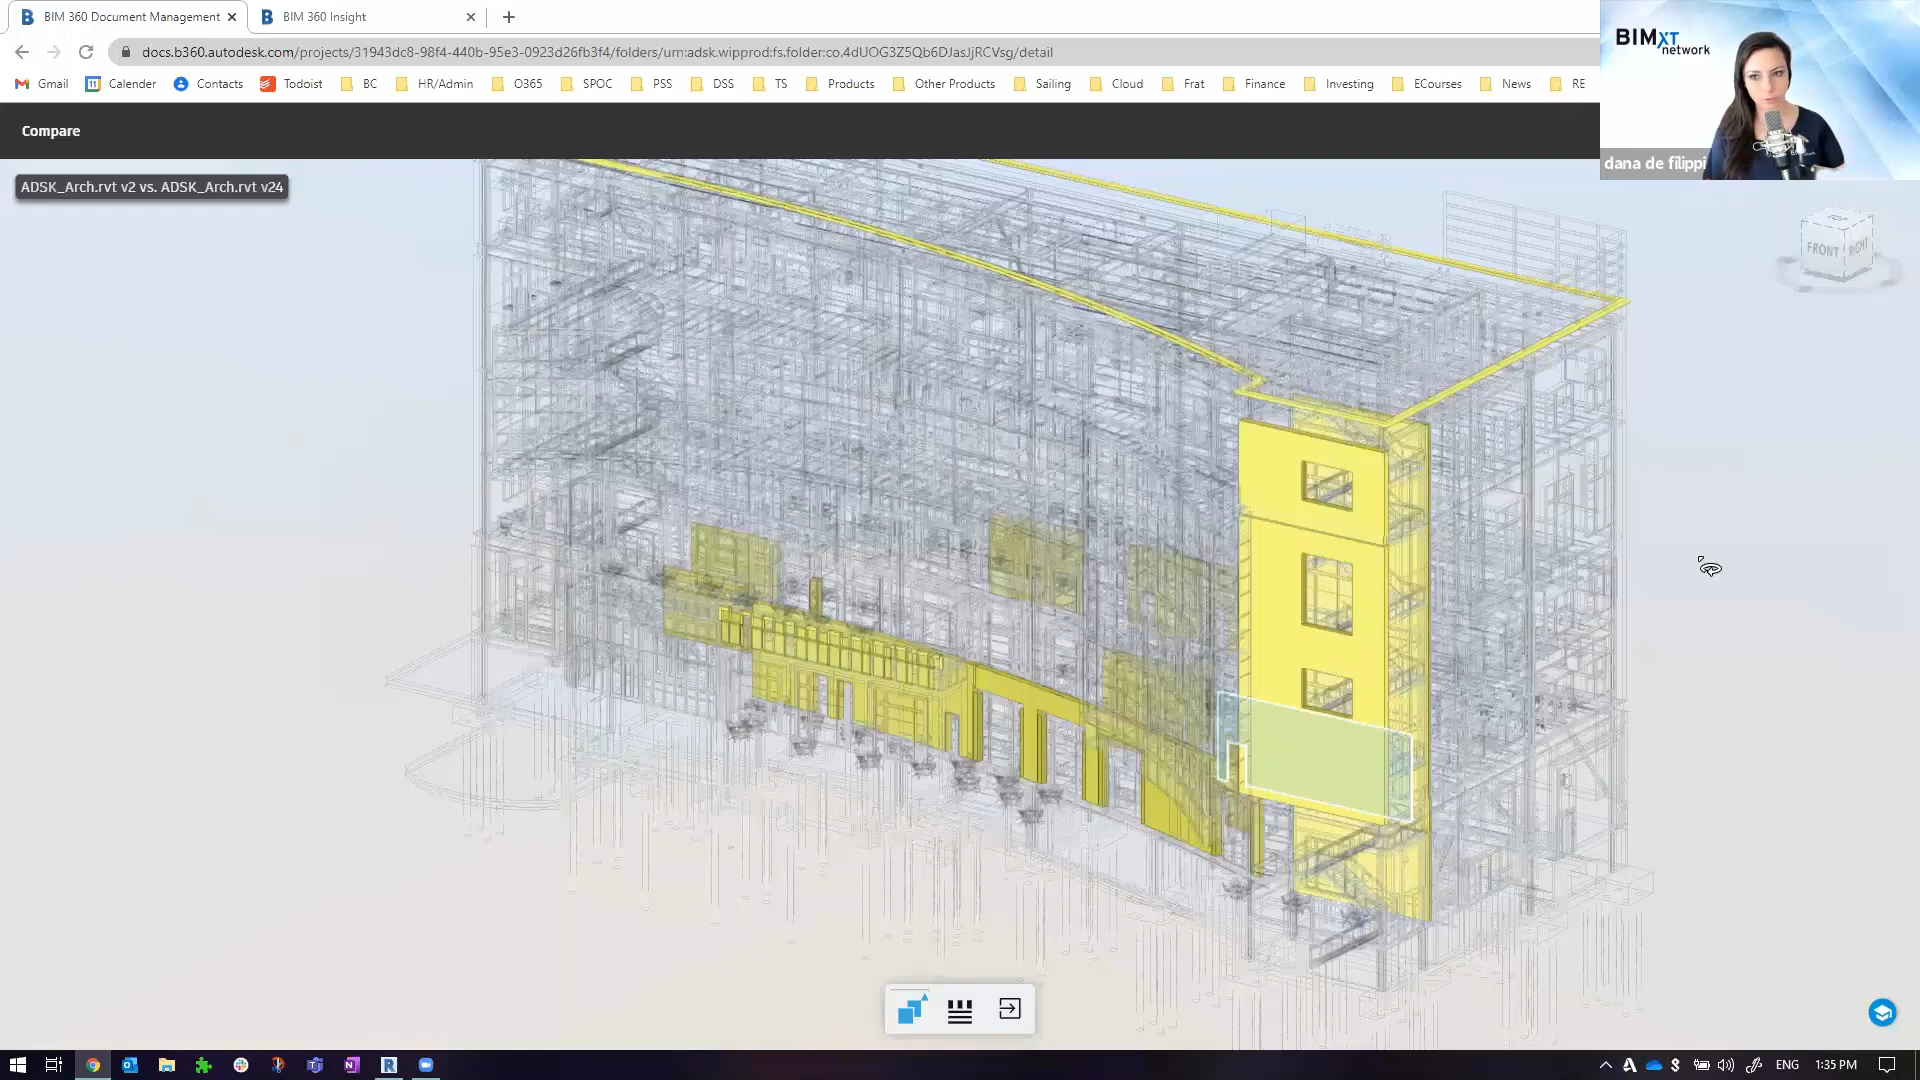 BIM 360 Document Management
BIM 360 Insight
docs.b360.autodesk.com/projects/31943dc8-98f4-440b-95e3-0923d26fb3f4/folders/urn:adsk.wipprod:fs.folder:co.4dUOG3Z5Qb6DJasJjRCVsg/detail
Gmail
11
Calender
Contacts
Todoist
BC
HR/Admin
O365
SPOC
PSS
DSS
TS
Products
Other Products
Sailing
Cloud
Frat
Finance
Investing
ECourses
News
RE
BIMXT
network
dana de filippi
Compare
ADSK_Arch.rvt v2 vs. ADSK_Arch.rvt v24
TOP
FRONT
RIGHT
ENG
1:35 PM